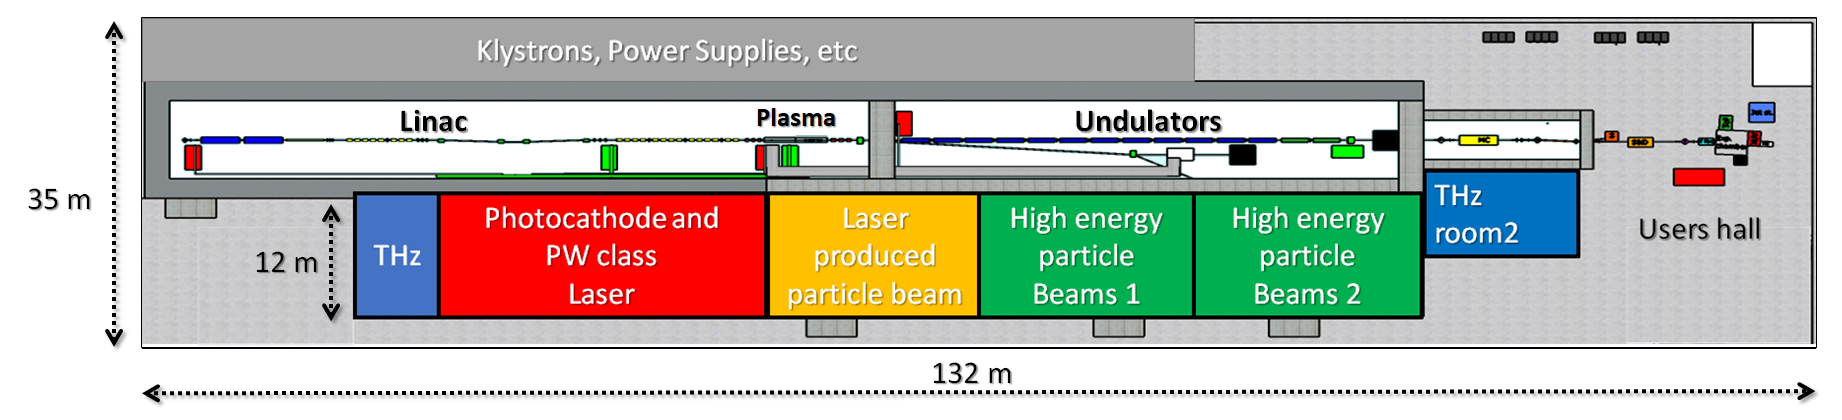 Klystrons, Power Supplies, etc
Linac
Plasma
Undulators
MC
35 m
12 m
THz
Photocathode and
PW class
Laser
Laser
produced
particle beam
High energy
particle
Beams 1
High energy
particle
Beams 2
THz
room2
Users hall
132 m